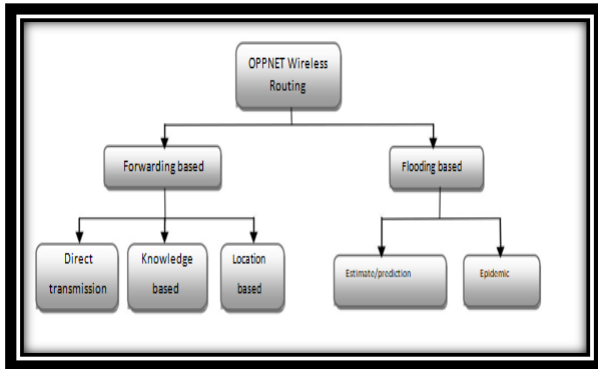 OPPNET Wireless
Routing
Forwarding based
Flooding based
Direct
transmission
Knowledge
based
Location
based
Estimate/prediction
Epidemic